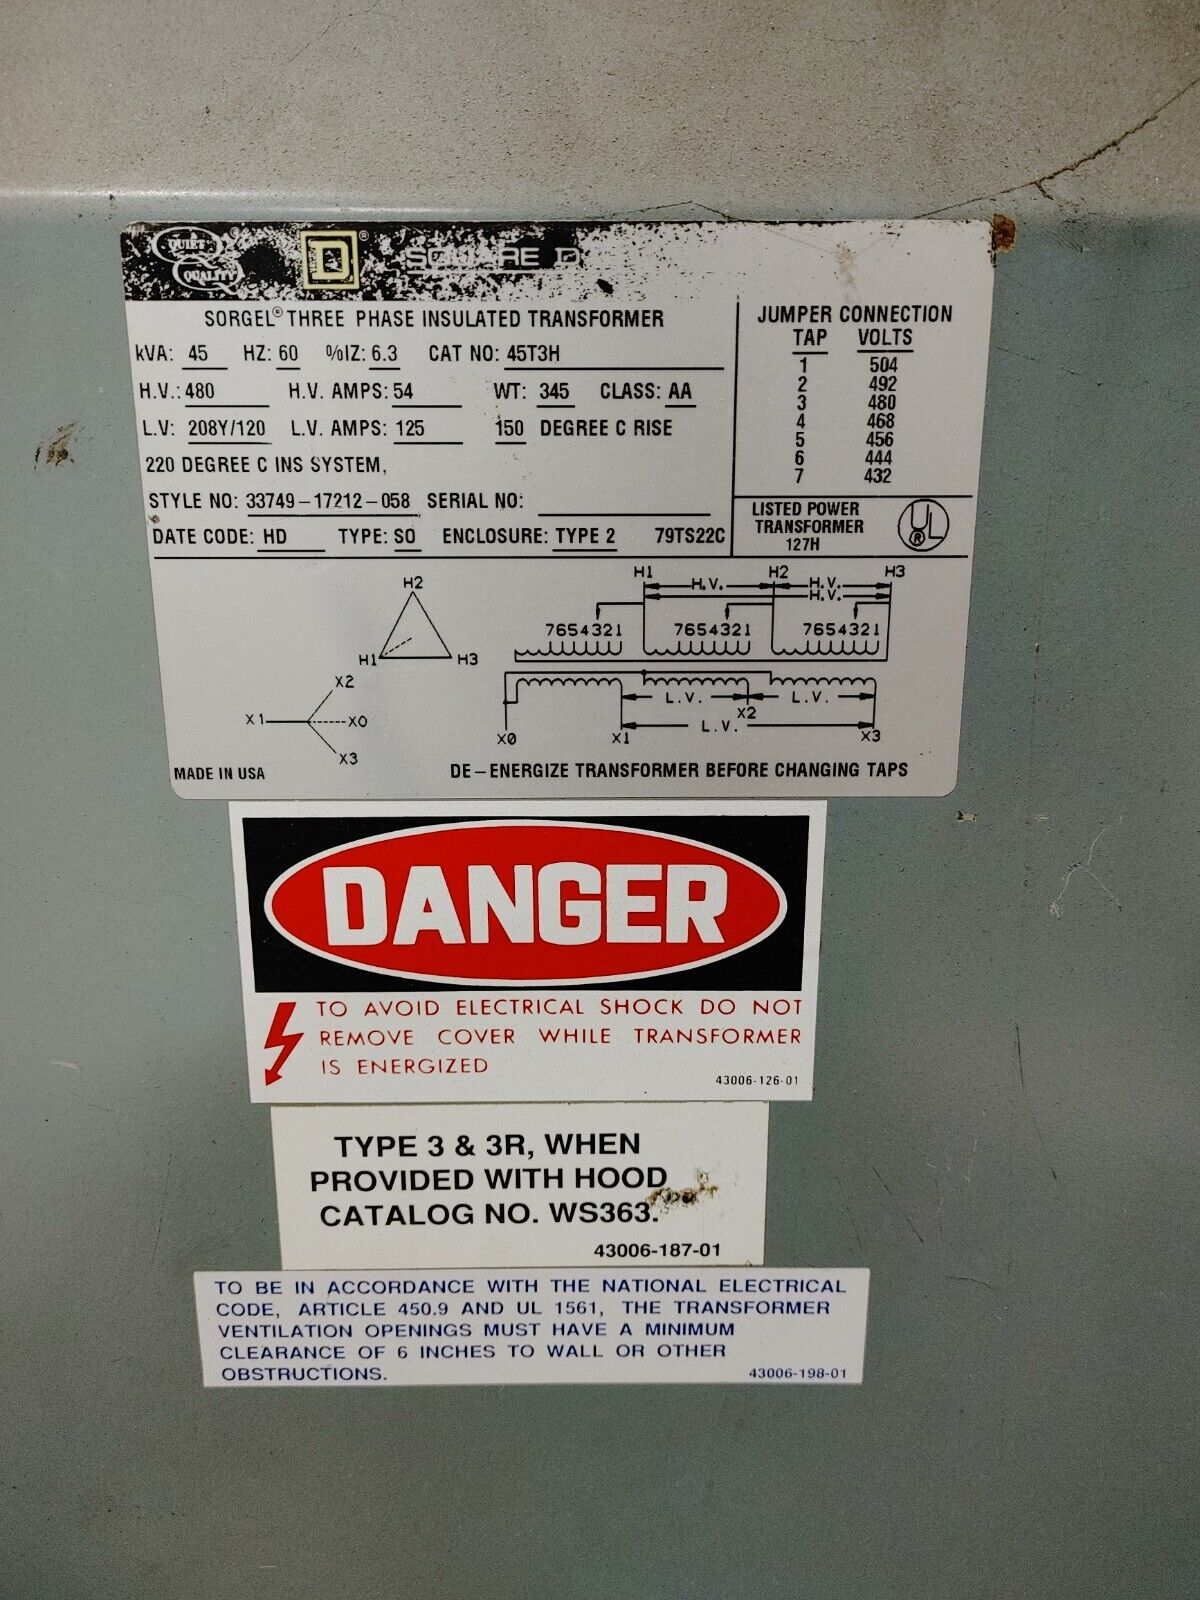 QUIET
QUALITY
D ®
SQUARE D
SORGEL® THREE PHASE INSULATED TRANSFORMER
kVA: 45 HZ: 60 %IZ: 6.3 CAT NO: 45T3H
H.V.: 480 H.V. AMPS: 54 WT: 345 CLASS: AA
L.V: 208Y/120 L.V. AMPS: 125 150 DEGREE C RISE
220 DEGREE C INS SYSTEM,
STYLE NO: 33749-17212-058 SERIAL NO:
DATE CODE: HD TYPE: SO ENCLOSURE: TYPE 2 79TS22C
JUMPER CONNECTION
TAP VOLTS
1 504
2 492
3 480
4 468
5 456
6 444
7 432
LISTED POWER
TRANSFORMER
127H
UL®
H2
H1 H3
X2
X1 X0
X3
H1 H2 H3
H.V. H.V.
H.V.
7654321 7654321 7654321
L.V. L.V.
X2
L.V.
X0 X1 X3
MADE IN USA
DE-ENERGIZE TRANSFORMER BEFORE CHANGING TAPS
DANGER
TO AVOID ELECTRICAL SHOCK DO NOT
REMOVE COVER WHILE TRANSFORMER
IS ENERGIZED
43006-126-01
TYPE 3 & 3R, WHEN
PROVIDED WITH HOOD
CATALOG NO. WS363.
43006-187-01
TO BE IN ACCORDANCE WITH THE NATIONAL ELECTRICAL
CODE, ARTICLE 450.9 AND UL 1561, THE TRANSFORMER
VENTILATION OPENINGS MUST HAVE A MINIMUM
CLEARANCE OF 6 INCHES TO WALL OR OTHER
OBSTRUCTIONS.
43006-198-01